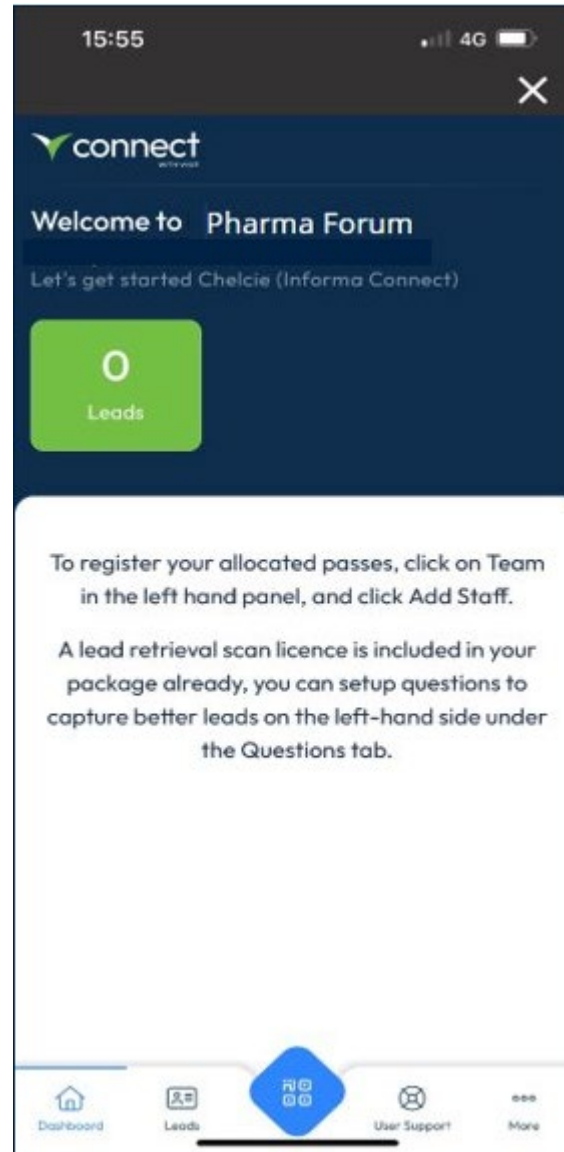 15:55 4G
connect
Welcome to Pharma Forum
Let's get started Chelcie (Informa Connect)
0
Leads
To register your allocated passes, click on Team
in the left hand panel, and click Add Staff.
A lead retrieval scan licence is included in your
package already, you can setup questions to
capture better leads on the left-hand side under
the Questions tab.
Dashboard Leads User Support More